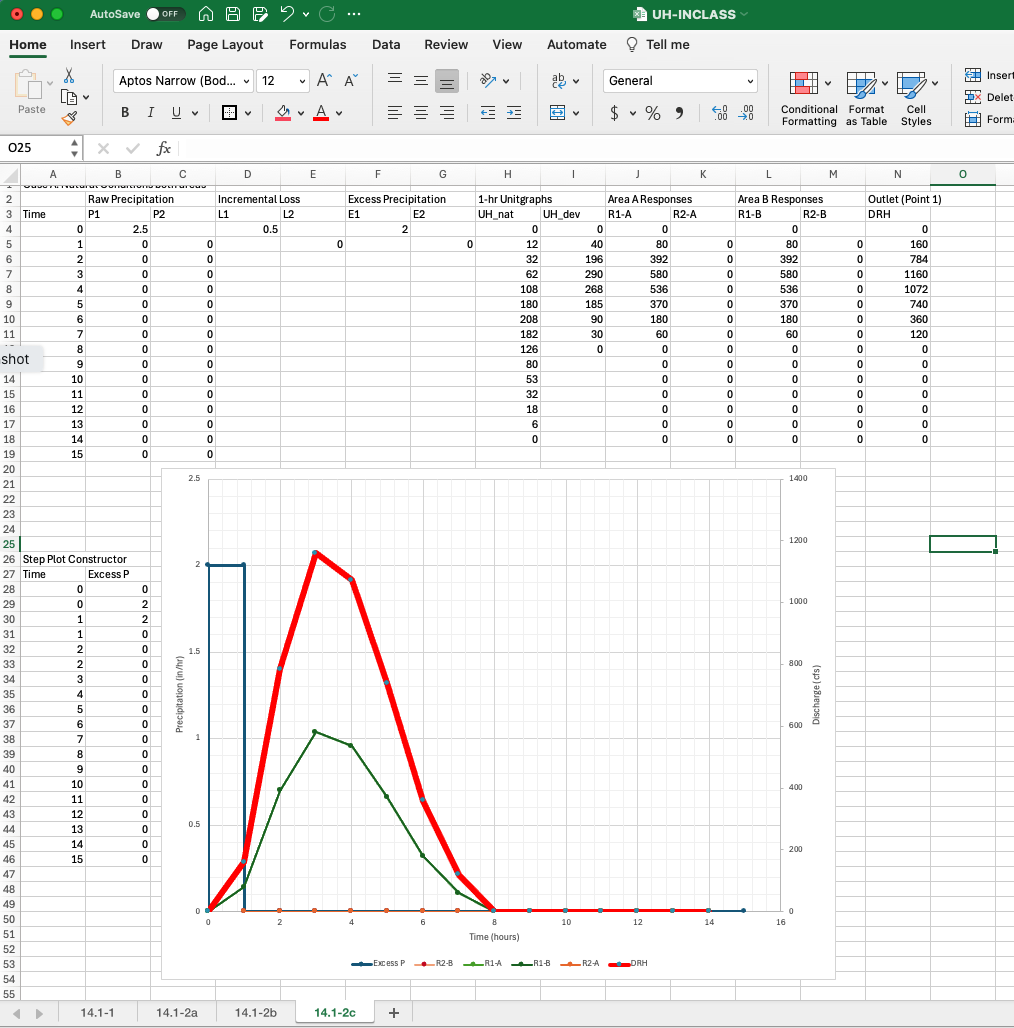 AutoSave OFF UH-INCLASS
Home Insert Draw Page Layout Formulas Data Review View Automate Tell me
Paste Aptos Narrow (Bod... 12 A A General Insert
B I U A ab $ % Conditional Formatting Format as Table Cell Styles Delet
Form
O25 fx
A B C D E F G H I J K L M N O
2 Raw Precipitation Incremental Loss Excess Precipitation 1-hr Unitgraphs Area A Responses Area B Responses Outlet (Point 1)
3 Time P1 P2 L1 L2 E1 E2 UH_nat UH_dev R1-A R2-A R1-B R2-B DRH
4 0 2.5 0.5 2 0 0 0 0 0
5 1 0 0 0 0 12 40 80 0 80 0 160
6 2 0 0 32 196 392 0 392 0 784
7 3 0 0 62 290 580 0 580 0 1160
8 4 0 0 108 268 536 0 536 0 1072
9 5 0 0 180 185 370 0 370 0 740
10 6 0 0 208 90 180 0 180 0 360
11 7 0 0 182 30 60 0 60 0 120
8 0 0 126 0 0 0 0 0 0
shot 9 0 0 80 0 0 0 0 0
14 10 0 0 53 0 0 0 0 0
15 11 0 0 32 0 0 0 0 0
16 12 0 0 18 0 0 0 0 0
17 13 0 0 6 0 0 0 0 0
18 14 0 0 0 0 0 0 0 0
19 15 0 0
20
21
22
23
24
25
26 Step Plot Constructor
27 Time Excess P
28 0 0
29 0 2
30 1 2
31 1 0
32 2 0
33 2 0
34 3 0
35 4 0
36 5 0
37 6 0
38 7 0
39 8 0
40 9 0
41 10 0
42 11 0
43 12 0
44 13 0
45 14 0
46 15 0
47
48
49
50
51
52
53
54
55
2.5
2
1.5
1
0.5
0
Precipitation (in/hr)
1400
1200
1000
800
600
400
200
0
Discharge (cfs)
0 2 4 6 8 10 12 14 16
Time (hours)
Excess P R2-B R1-A R1-B R2-A DRH
14.1-1 14.1-2a 14.1-2b 14.1-2c +